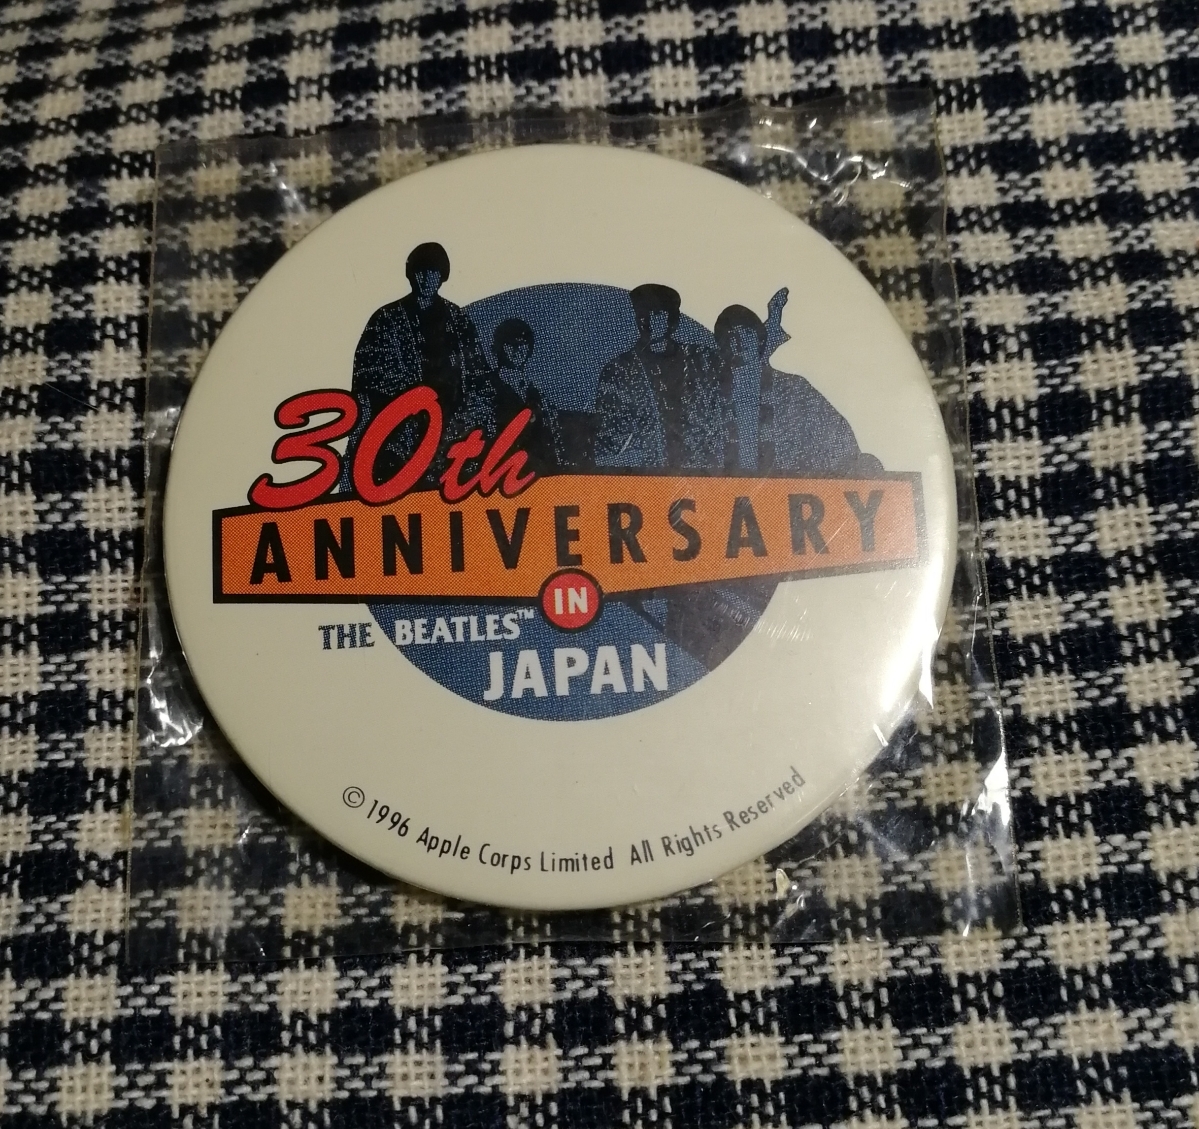 30th
ANNIVERSARY
IN
THE BEATLES™
JAPAN
© 1996 Apple Corps Limited All Rights Reserved